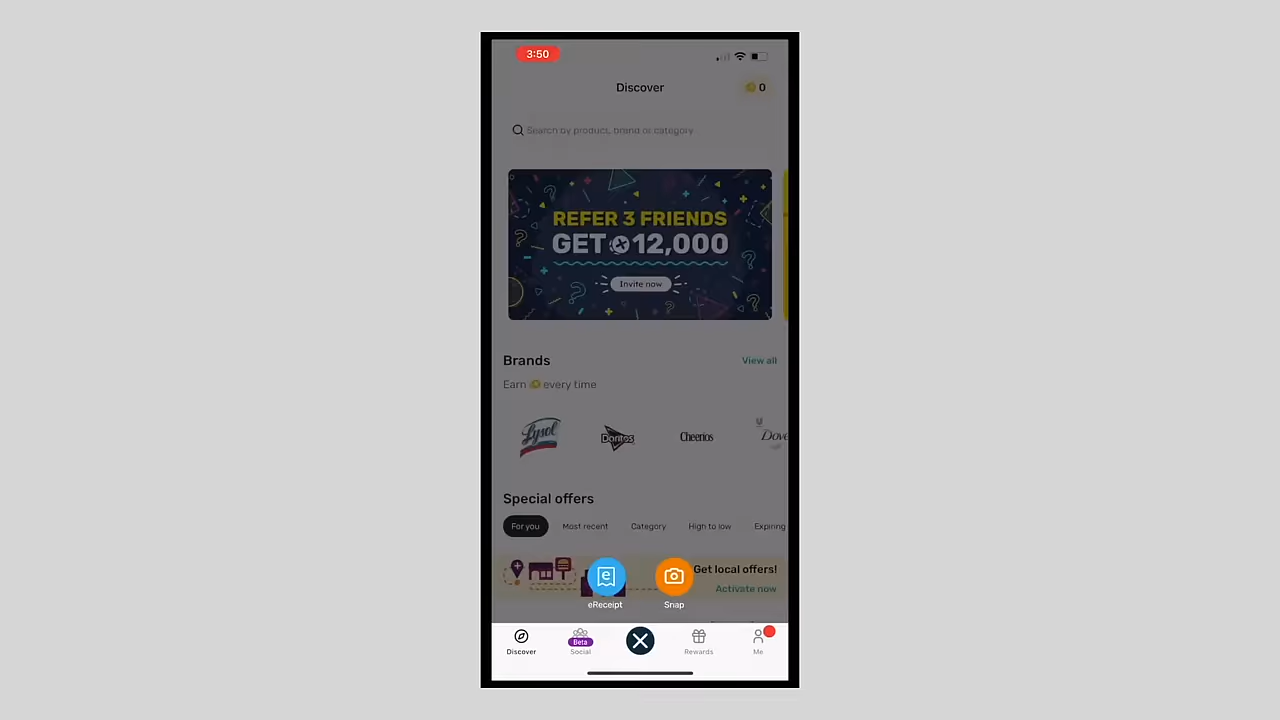 3:50
Discover
0
Search by product, brand or category
REFER 3 FRIENDS
GET 12,000
Invite now
Brands
View all
Earn every time
Lysol
Doritos
Cheerios
Dove
Special offers
For you
Most recent
Category
High to low
Expiring
Get local offers!
Activate now
eReceipt
Snap
Discover
Beta
Social
Rewards
Me